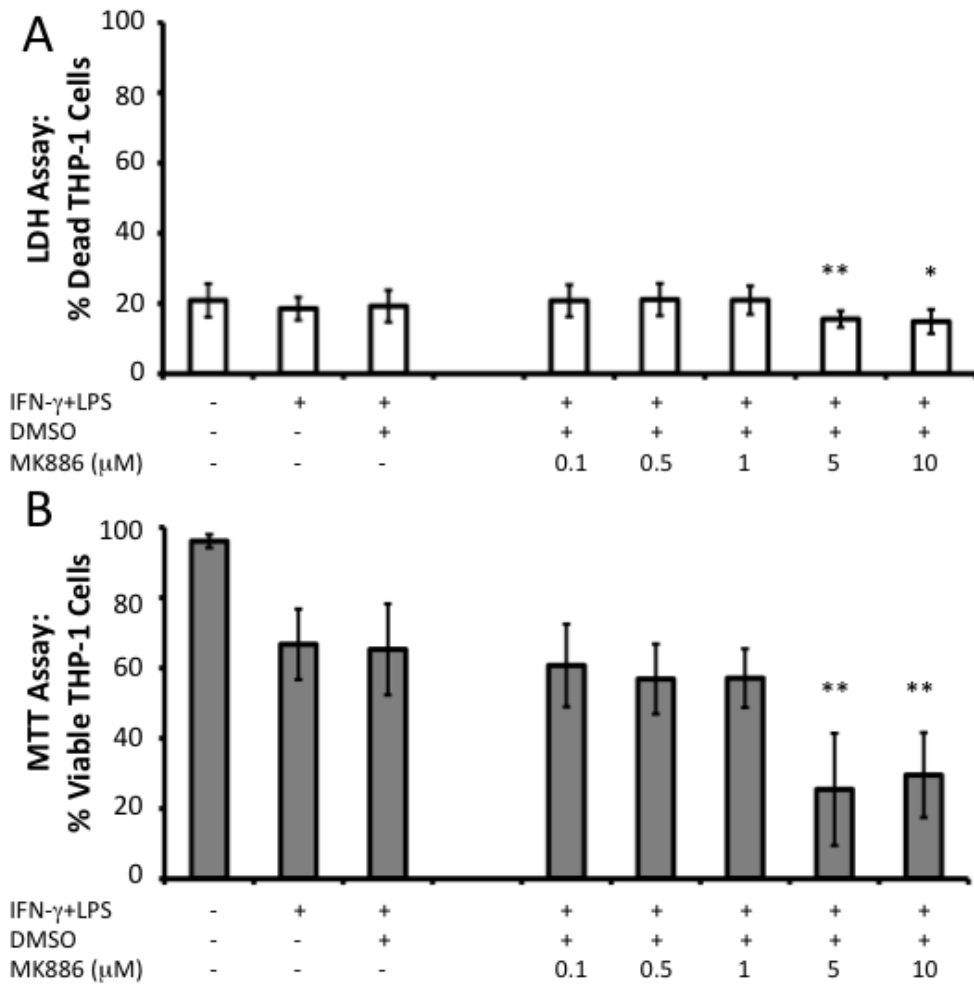 A
LDH Assay:
% Dead THP-1 Cells
100
80
60
40
20
0
** *
IFN-γ+LPS - + + + + + + +
DMSO - - + + + + + +
MK886 (μM) - - - 0.1 0.5 1 5 10
B
MTT Assay:
% Viable THP-1 Cells
100
80
60
40
20
0
** **
IFN-γ+LPS - + + + + + + +
DMSO - - + + + + + +
MK886 (μM) - - - 0.1 0.5 1 5 10